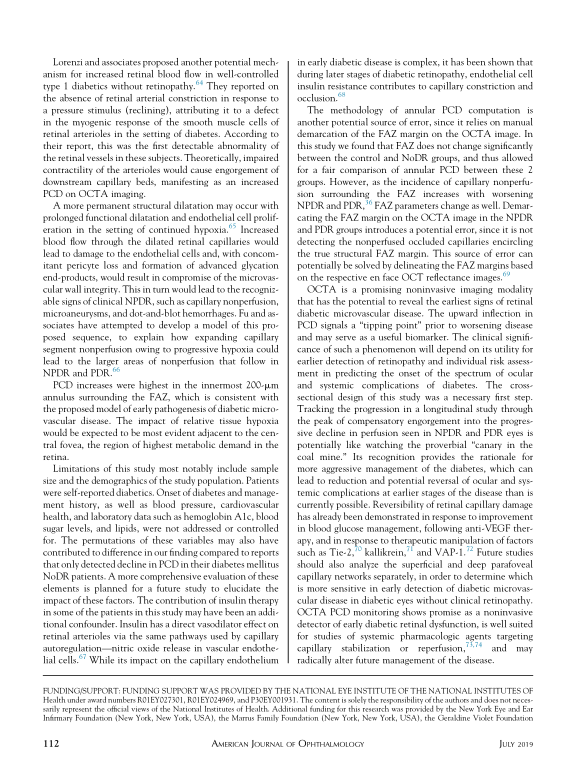 Lorenzi and associates proposed another potential mech-
anism for increased retinal blood flow in well-controlled
type 1 diabetics without retinopathy.64 They reported on
the absence of retinal arterial constriction in response to
a pressure stimulus (reclining), attributing it to a defect
in the myogenic response of the smooth muscle cells of
retinal arterioles in the setting of diabetes. According to
their report, this was the first detectable abnormality of
the retinal vessels in these subjects. Theoretically, impaired
contractility of the arterioles would cause engorgement of
downstream capillary beds, manifesting as an increased
PCD on OCTA imaging.
A more permanent structural dilatation may occur with
prolonged functional dilatation and endothelial cell prolif-
eration in the setting of continued hypoxia.65 Increased
blood flow through the dilated retinal capillaries would
lead to damage to the endothelial cells and, with concom-
itant pericyte loss and formation of advanced glycation
end-products, would result in compromise of the microvas-
cular wall integrity. This in turn would lead to the recogniz-
able signs of clinical NPDR, such as capillary nonperfusion,
microaneurysms, and dot-and-blot hemorrhages. Fu and as-
sociates have attempted to develop a model of this pro-
posed sequence, to explain how expanding capillary
segment nonperfusion owing to progressive hypoxia could
lead to the larger areas of nonperfusion that follow in
NPDR and PDR.66
PCD increases were highest in the innermost 200-μm
annulus surrounding the FAZ, which is consistent with
the proposed model of early pathogenesis of diabetic micro-
vascular disease. The impact of relative tissue hypoxia
would be expected to be most evident adjacent to the cen-
tral fovea, the region of highest metabolic demand in the
retina.
Limitations of this study most notably include sample
size and the demographics of the study population. Patients
were self-reported diabetics. Onset of diabetes and manage-
ment history, as well as blood pressure, cardiovascular
health, and laboratory data such as hemoglobin A1c, blood
sugar levels, and lipids, were not addressed or controlled
for. The permutations of these variables may also have
contributed to difference in our finding compared to reports
that only detected decline in PCD in their diabetes mellitus
NoDR patients. A more comprehensive evaluation of these
elements is planned for a future study to elucidate the
impact of these factors. The contribution of insulin therapy
in some of the patients in this study may have been an addi-
tional confounder. Insulin has a direct vasodilator effect on
retinal arterioles via the same pathways used by capillary
autoregulation—nitric oxide release in vascular endothe-
lial cells.67 While its impact on the capillary endothelium
in early diabetic disease is complex, it has been shown that
during later stages of diabetic retinopathy, endothelial cell
insulin resistance contributes to capillary constriction and
occlusion.68
The methodology of annular PCD computation is
another potential source of error, since it relies on manual
demarcation of the FAZ margin on the OCTA image. In
this study we found that FAZ does not change significantly
between the control and NoDR groups, and thus allowed
for a fair comparison of annular PCD between these 2
groups. However, as the incidence of capillary nonperfu-
sion surrounding the FAZ increases with worsening
NPDR and PDR,36 FAZ parameters change as well. Demar-
cating the FAZ margin on the OCTA image in the NPDR
and PDR groups introduces a potential error, since it is not
detecting the nonperfused occluded capillaries encircling
the true structural FAZ margin. This source of error can
potentially be solved by delineating the FAZ margins based
on the respective en face OCT reflectance images.69
OCTA is a promising noninvasive imaging modality
that has the potential to reveal the earliest signs of retinal
diabetic microvascular disease. The upward inflection in
PCD signals a “tipping point” prior to worsening disease
and may serve as a useful biomarker. The clinical signifi-
cance of such a phenomenon will depend on its utility for
earlier detection of retinopathy and individual risk assess-
ment in predicting the onset of the spectrum of ocular
and systemic complications of diabetes. The cross-
sectional design of this study was a necessary first step.
Tracking the progression in a longitudinal study through
the peak of compensatory engorgement into the progres-
sive decline in perfusion seen in NPDR and PDR eyes is
potentially like watching the proverbial “canary in the
coal mine.” Its recognition provides the rationale for
more aggressive management of the diabetes, which can
lead to reduction and potential reversal of ocular and sys-
temic complications at earlier stages of the disease than is
currently possible. Reversibility of retinal capillary damage
has already been demonstrated in response to improvement
in blood glucose management, following anti-VEGF ther-
apy, and in response to therapeutic manipulation of factors
such as Tie-2,70 kallikrein,71 and VAP-1.72 Future studies
should also analyze the superficial and deep parafoveal
capillary networks separately, in order to determine which
is more sensitive in early detection of diabetic microvas-
cular disease in diabetic eyes without clinical retinopathy.
OCTA PCD monitoring shows promise as a noninvasive
detector of early diabetic retinal dysfunction, is well suited
for studies of systemic pharmacologic agents targeting
capillary stabilization or reperfusion,73,74 and may
radically alter future management of the disease.
FUNDING/SUPPORT: FUNDING SUPPORT WAS PROVIDED BY THE NATIONAL EYE INSTITUTE OF THE NATIONAL INSTITUTES OF
Health under award numbers R01EY027301, R01EY024969, and P30EY001931. The content is solely the responsibility of the authors and does not neces-
sarily represent the official views of the National Institutes of Health. Additional funding for this research was provided by the New York Eye and Ear
Infirmary Foundation (New York, New York, USA), the Marrus Family Foundation (New York, New York, USA), the Geraldine Violett Foundation
112 AMERICAN JOURNAL OF OPHTHALMOLOGY JULY 2019